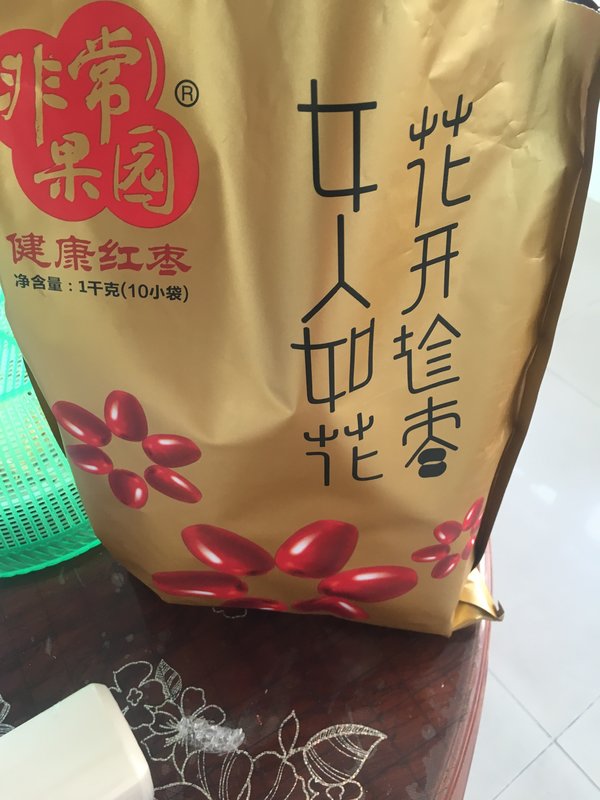 非常
果园
®
健康红枣
净含量：1千克(10小袋)
花开珍枣
女人如花